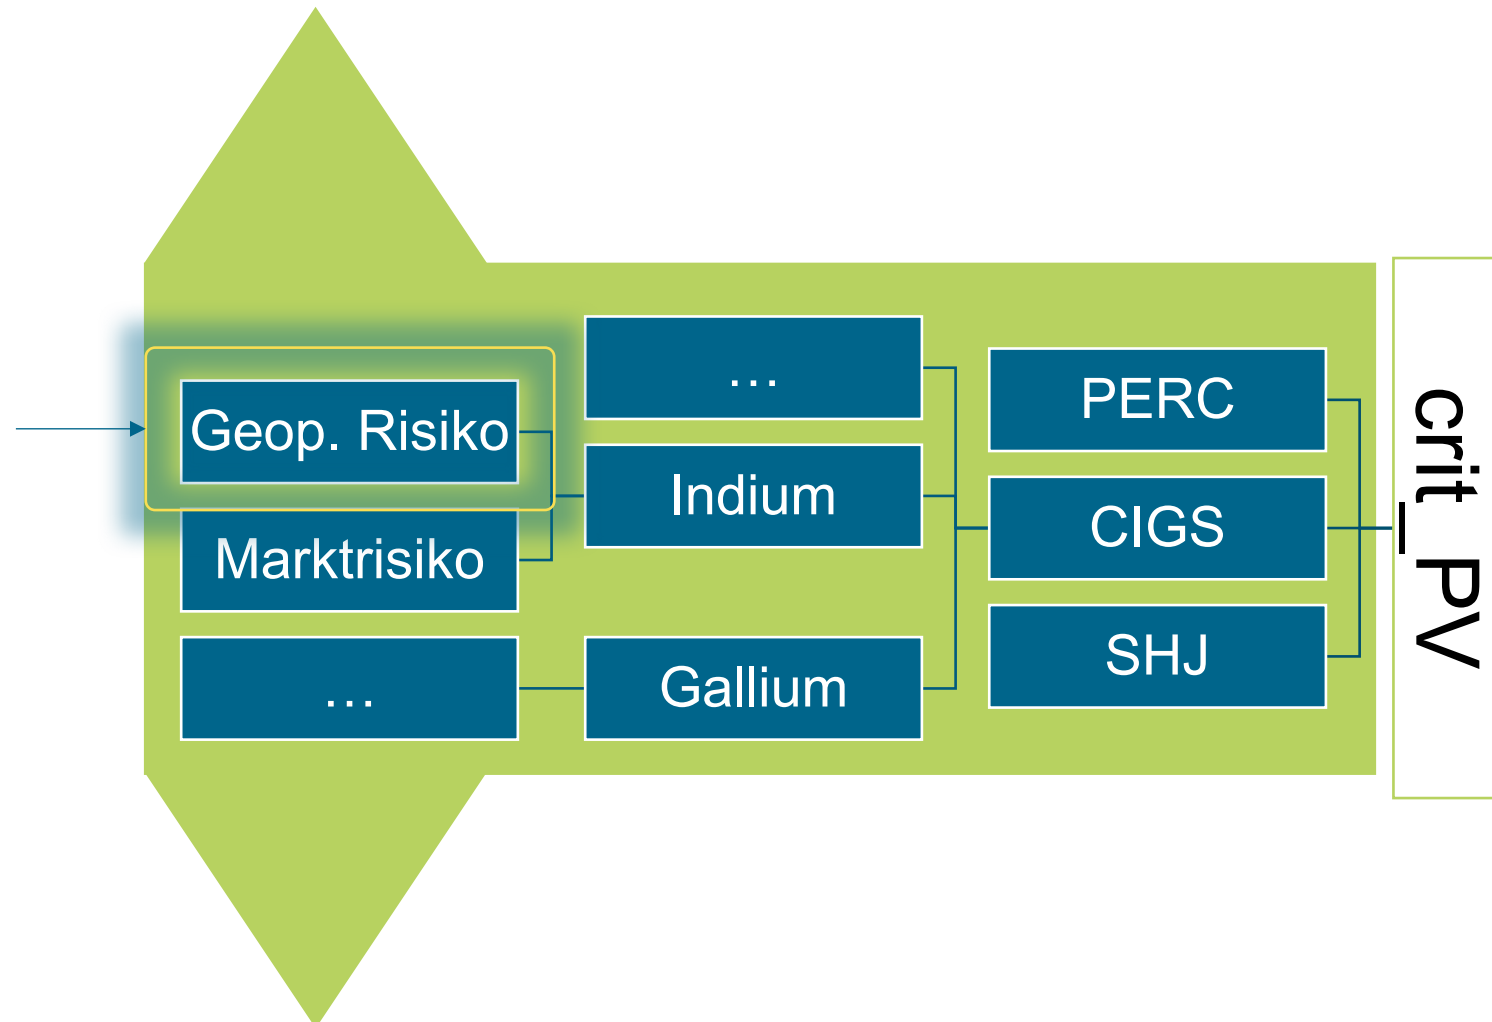 Geop. Risiko
Marktrisiko
…
…
Indium
Gallium
PERC
CIGS
SHJ
crit_PV